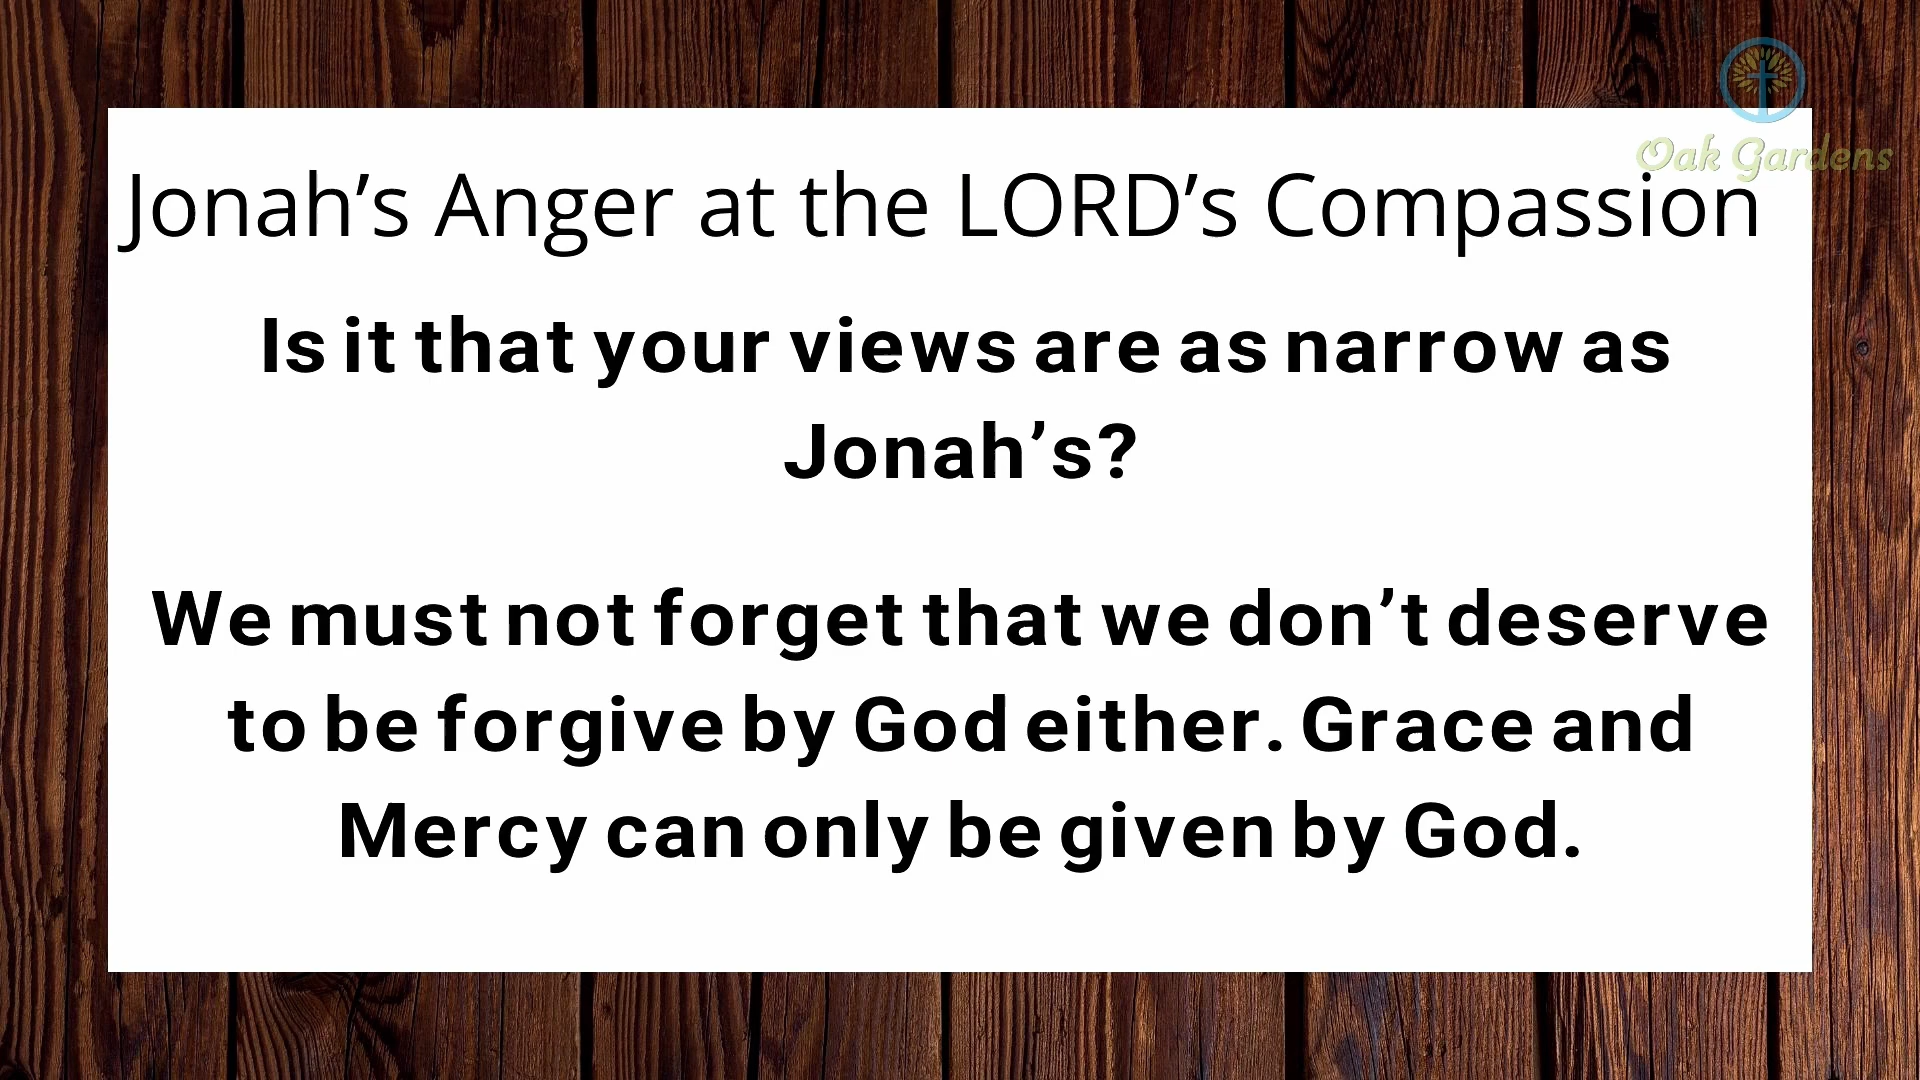 Oak Gardens
Jonah’s Anger at the LORD’s Compassion
Is it that your views are as narrow as
Jonah’s?
We must not forget that we don’t deserve
to be forgive by God either. Grace and
Mercy can only be given by God.